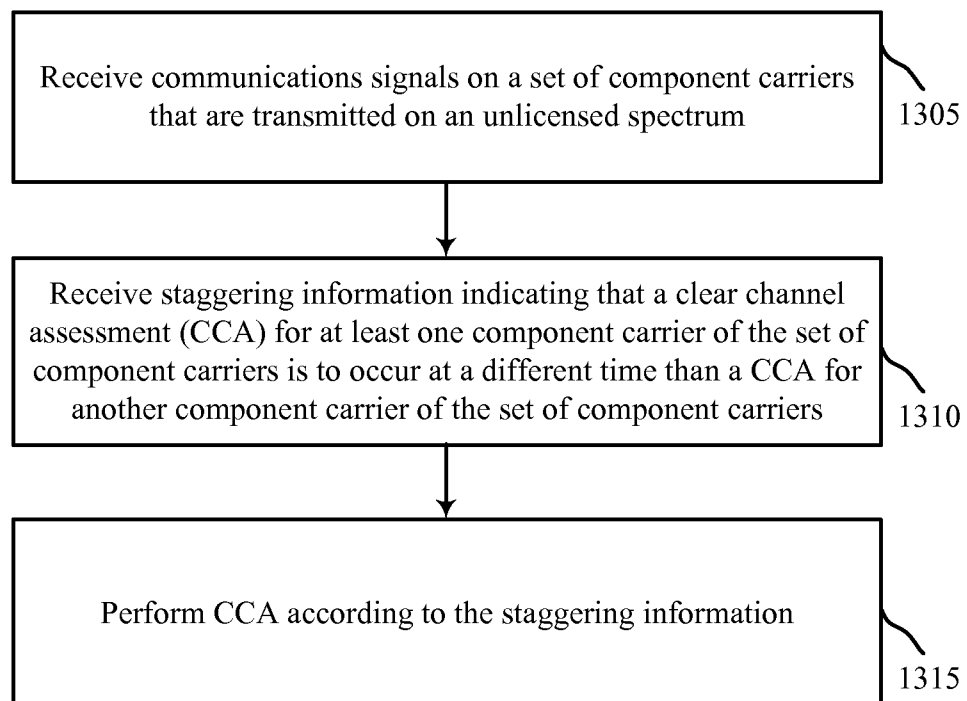 Receive communications signals on a set of component carriers
that are transmitted on an unlicensed spectrum
1305
Receive staggering information indicating that a clear channel
assessment (CCA) for at least one component carrier of the set of
component carriers is to occur at a different time than a CCA for
another component carrier of the set of component carriers
1310
Perform CCA according to the staggering information
1315